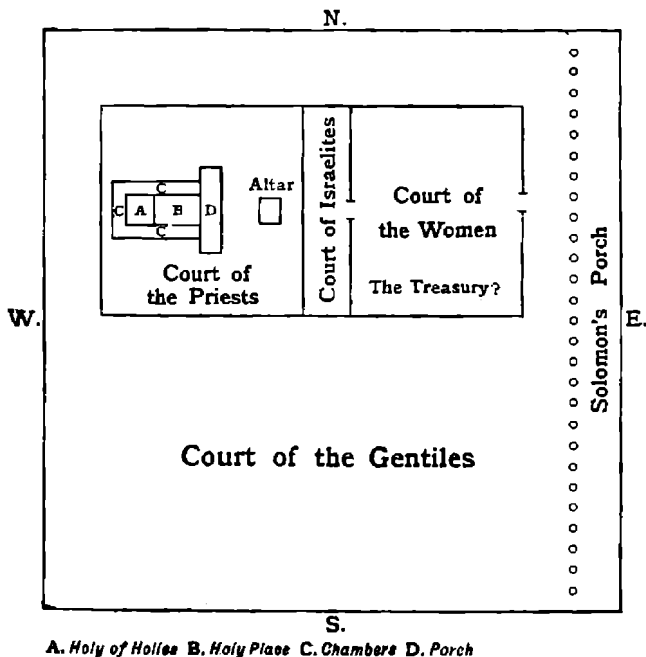 N.
Court of Israelites
Altar
Court of
the Women
C
C A B D
C
Court of
the Priests
The Treasury?
Solomon's Porch
W.
E.
Court of the Gentiles
S.
A. Holy of Holies B. Holy Place C. Chambers D. Porch